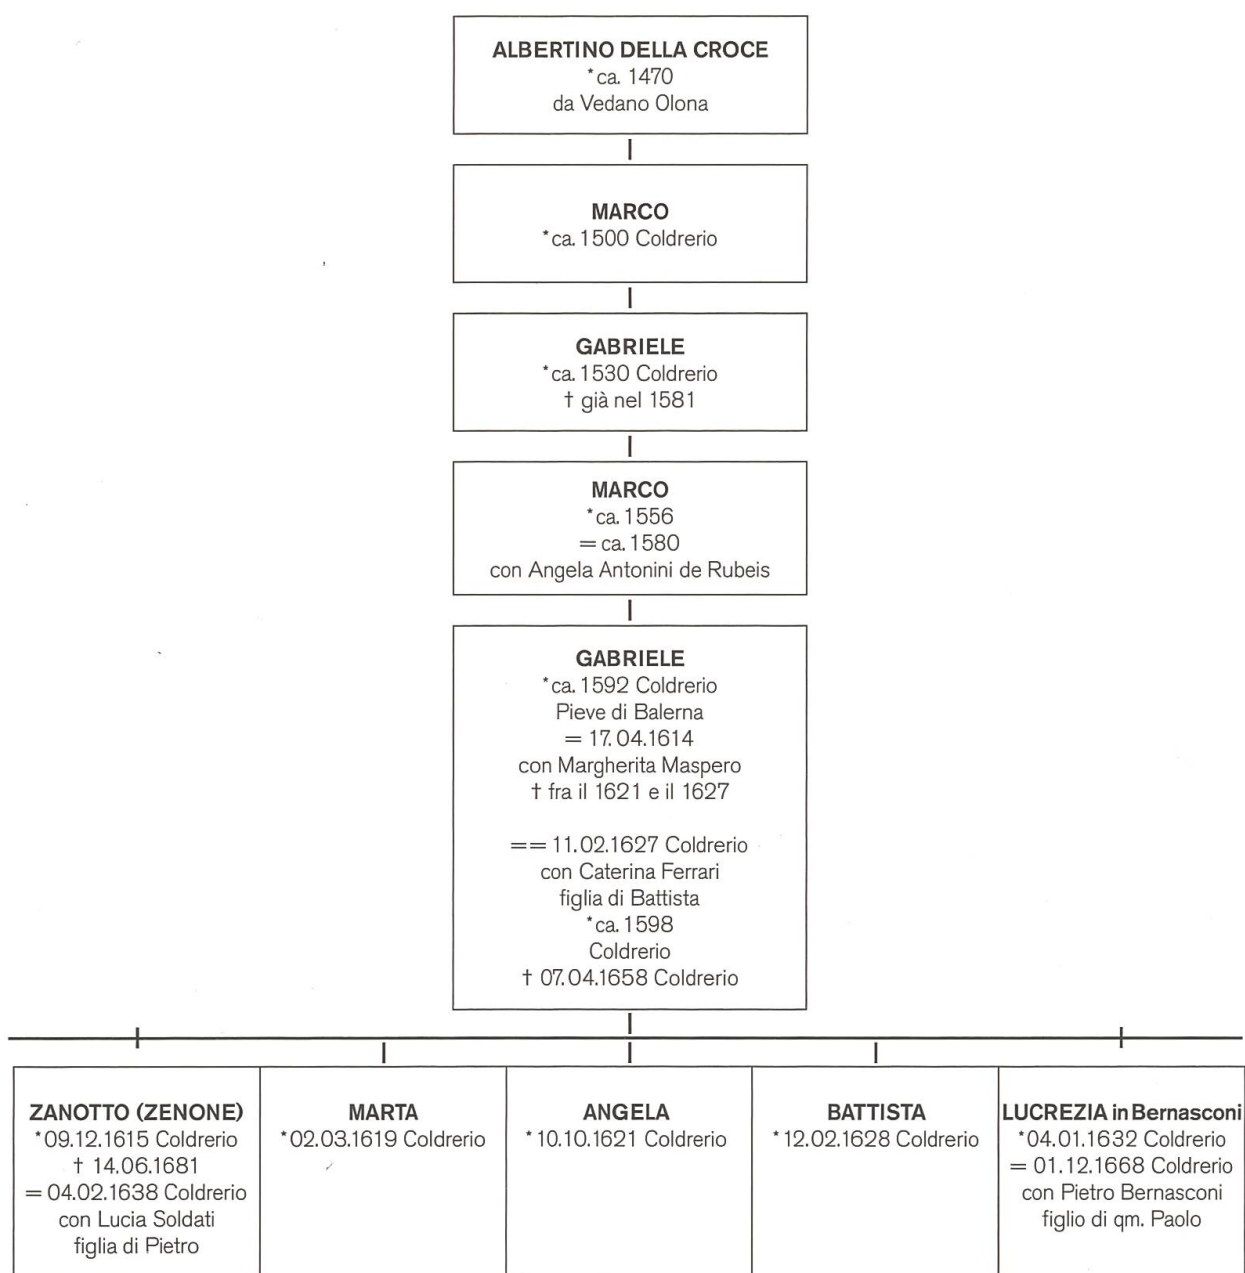 ALBERTINO DELLA CROCE
*ca. 1470
da Vedano Olona
MARCO
*ca. 1500 Coldrerio
GABRIELE
*ca. 1530 Coldrerio
† già nel 1581
MARCO
*ca. 1556
= ca. 1580
con Angela Antonini de Rubeis
GABRIELE
*ca. 1592 Coldrerio
Pieve di Balerna
= 17.04.1614
con Margherita Maspero
† fra il 1621 e il 1627
== 11.02.1627 Coldrerio
con Caterina Ferrari
figlia di Battista
*ca. 1598
Coldrerio
† 07.04.1658 Coldrerio
ZANOTTO (ZENONE)
*09.12.1615 Coldrerio
† 14.06.1681
= 04.02.1638 Coldrerio
con Lucia Soldati
figlia di Pietro
MARTA
*02.03.1619 Coldrerio
ANGELA
*10.10.1621 Coldrerio
BATTISTA
*12.02.1628 Coldrerio
LUCREZIA in Bernasconi
*04.01.1632 Coldrerio
= 01.12.1668 Coldrerio
con Pietro Bernasconi
figlio di qm. Paolo